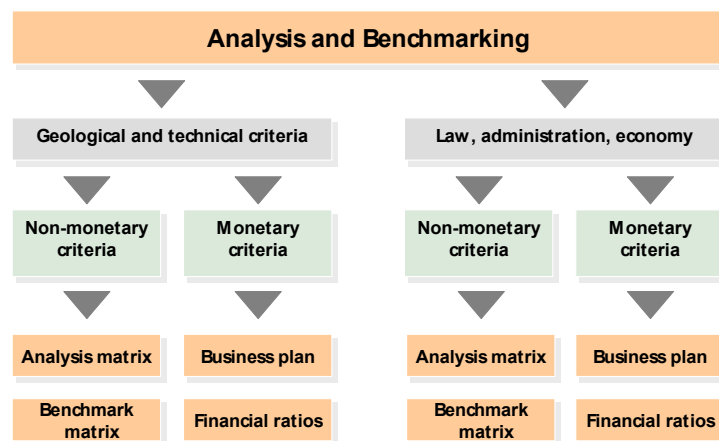 Analysis and Benchmarking
Geological and technical criteria
Law, administration, economy
Non-monetary
criteria
Monetary
criteria
Non-monetary
criteria
Monetary
criteria
Analysis matrix
Business plan
Analysis matrix
Business plan
Benchmark
matrix
Financial ratios
Benchmark
matrix
Financial ratios